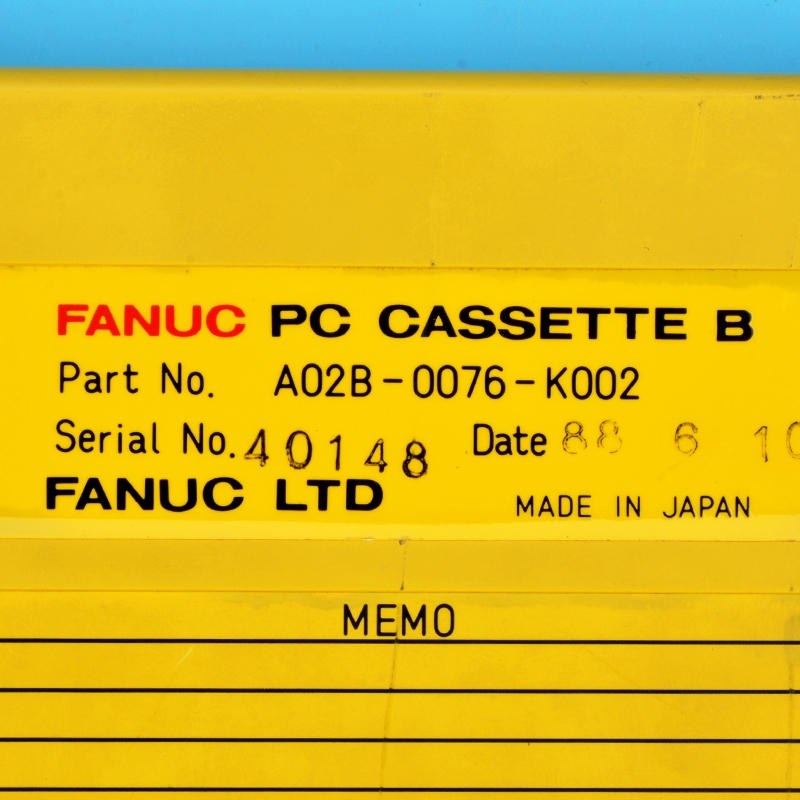 FANUC PC CASSETTE B
Part No. A02B-0076-K002
Serial No. 40148 Date 88 6 10
FANUC LTD MADE IN JAPAN
MEMO